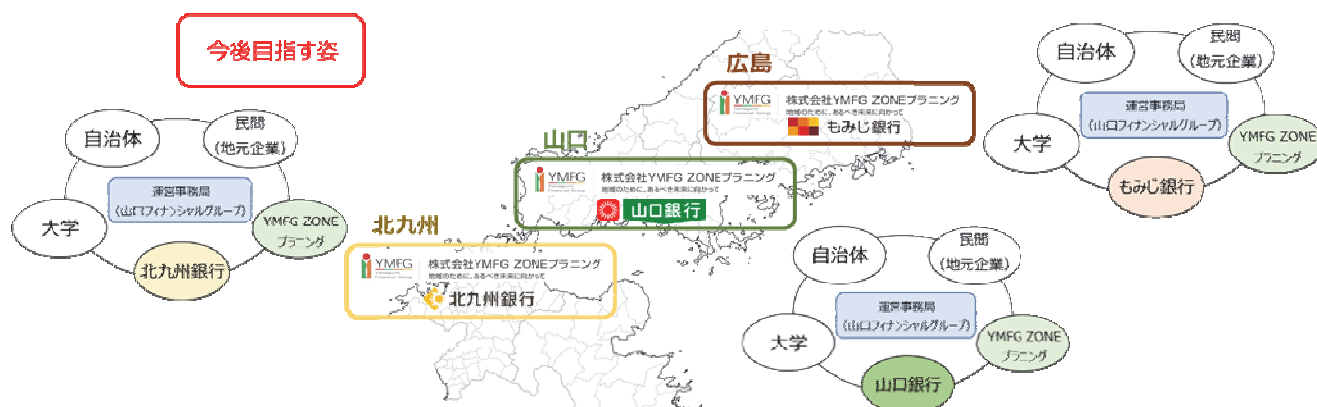 今後目指す姿
広島
YMFG
株式会社YMFG ZONEプラニング
地域のために、あるべき未来に向かって
もみじ銀行
山口
YMFG
株式会社YMFG ZONEプラニング
地域のために、あるべき未来に向かって
山口銀行
北九州
YMFG
株式会社YMFG ZONEプラニング
地域のために、あるべき未来に向かって
北九州銀行
自治体
民間
(地元企業)
運営事務局
(山口フィナンシャルグループ)
大学
YMFG ZONE
プラニング
北九州銀行
自治体
民間
(地元企業)
運営事務局
(山口フィナンシャルグループ)
大学
YMFG ZONE
プラニング
もみじ銀行
自治体
民間
(地元企業)
運営事務局
(山口フィナンシャルグループ)
大学
YMFG ZONE
プラニング
山口銀行